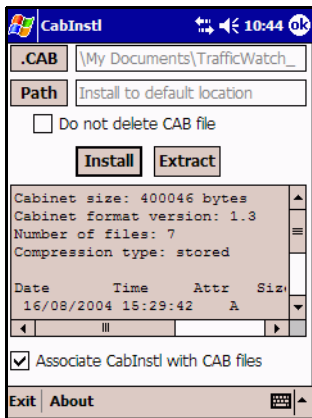 CabInstl 10:44 ok
.CAB \My Documents\TrafficWatch_
Path Install to default location
Do not delete CAB file
Install Extract
Cabinet size: 400046 bytes
Cabinet format version: 1.3
Number of files: 7
Compression type: stored
Date Time Attr Size
16/08/2004 15:29:42 A
Associate CabInstl with CAB files
Exit About